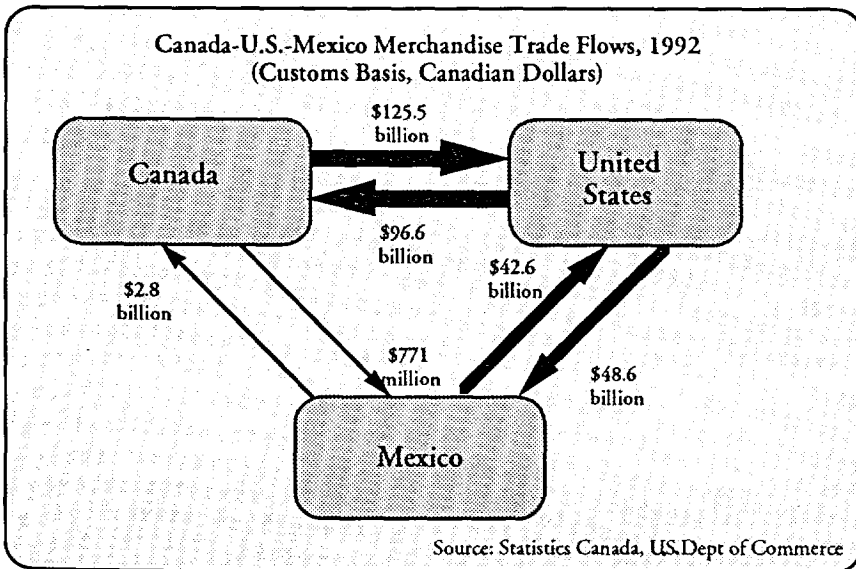 Canada-U.S.-Mexico Merchandise Trade Flows, 1992
(Customs Basis, Canadian Dollars)
$125.5
billion
Canada
United
States
$96.6
billion
$2.8
billion
$42.6
billion
$771
million
$48.6
billion
Mexico
Source: Statistics Canada, U.S. Dept of Commerce